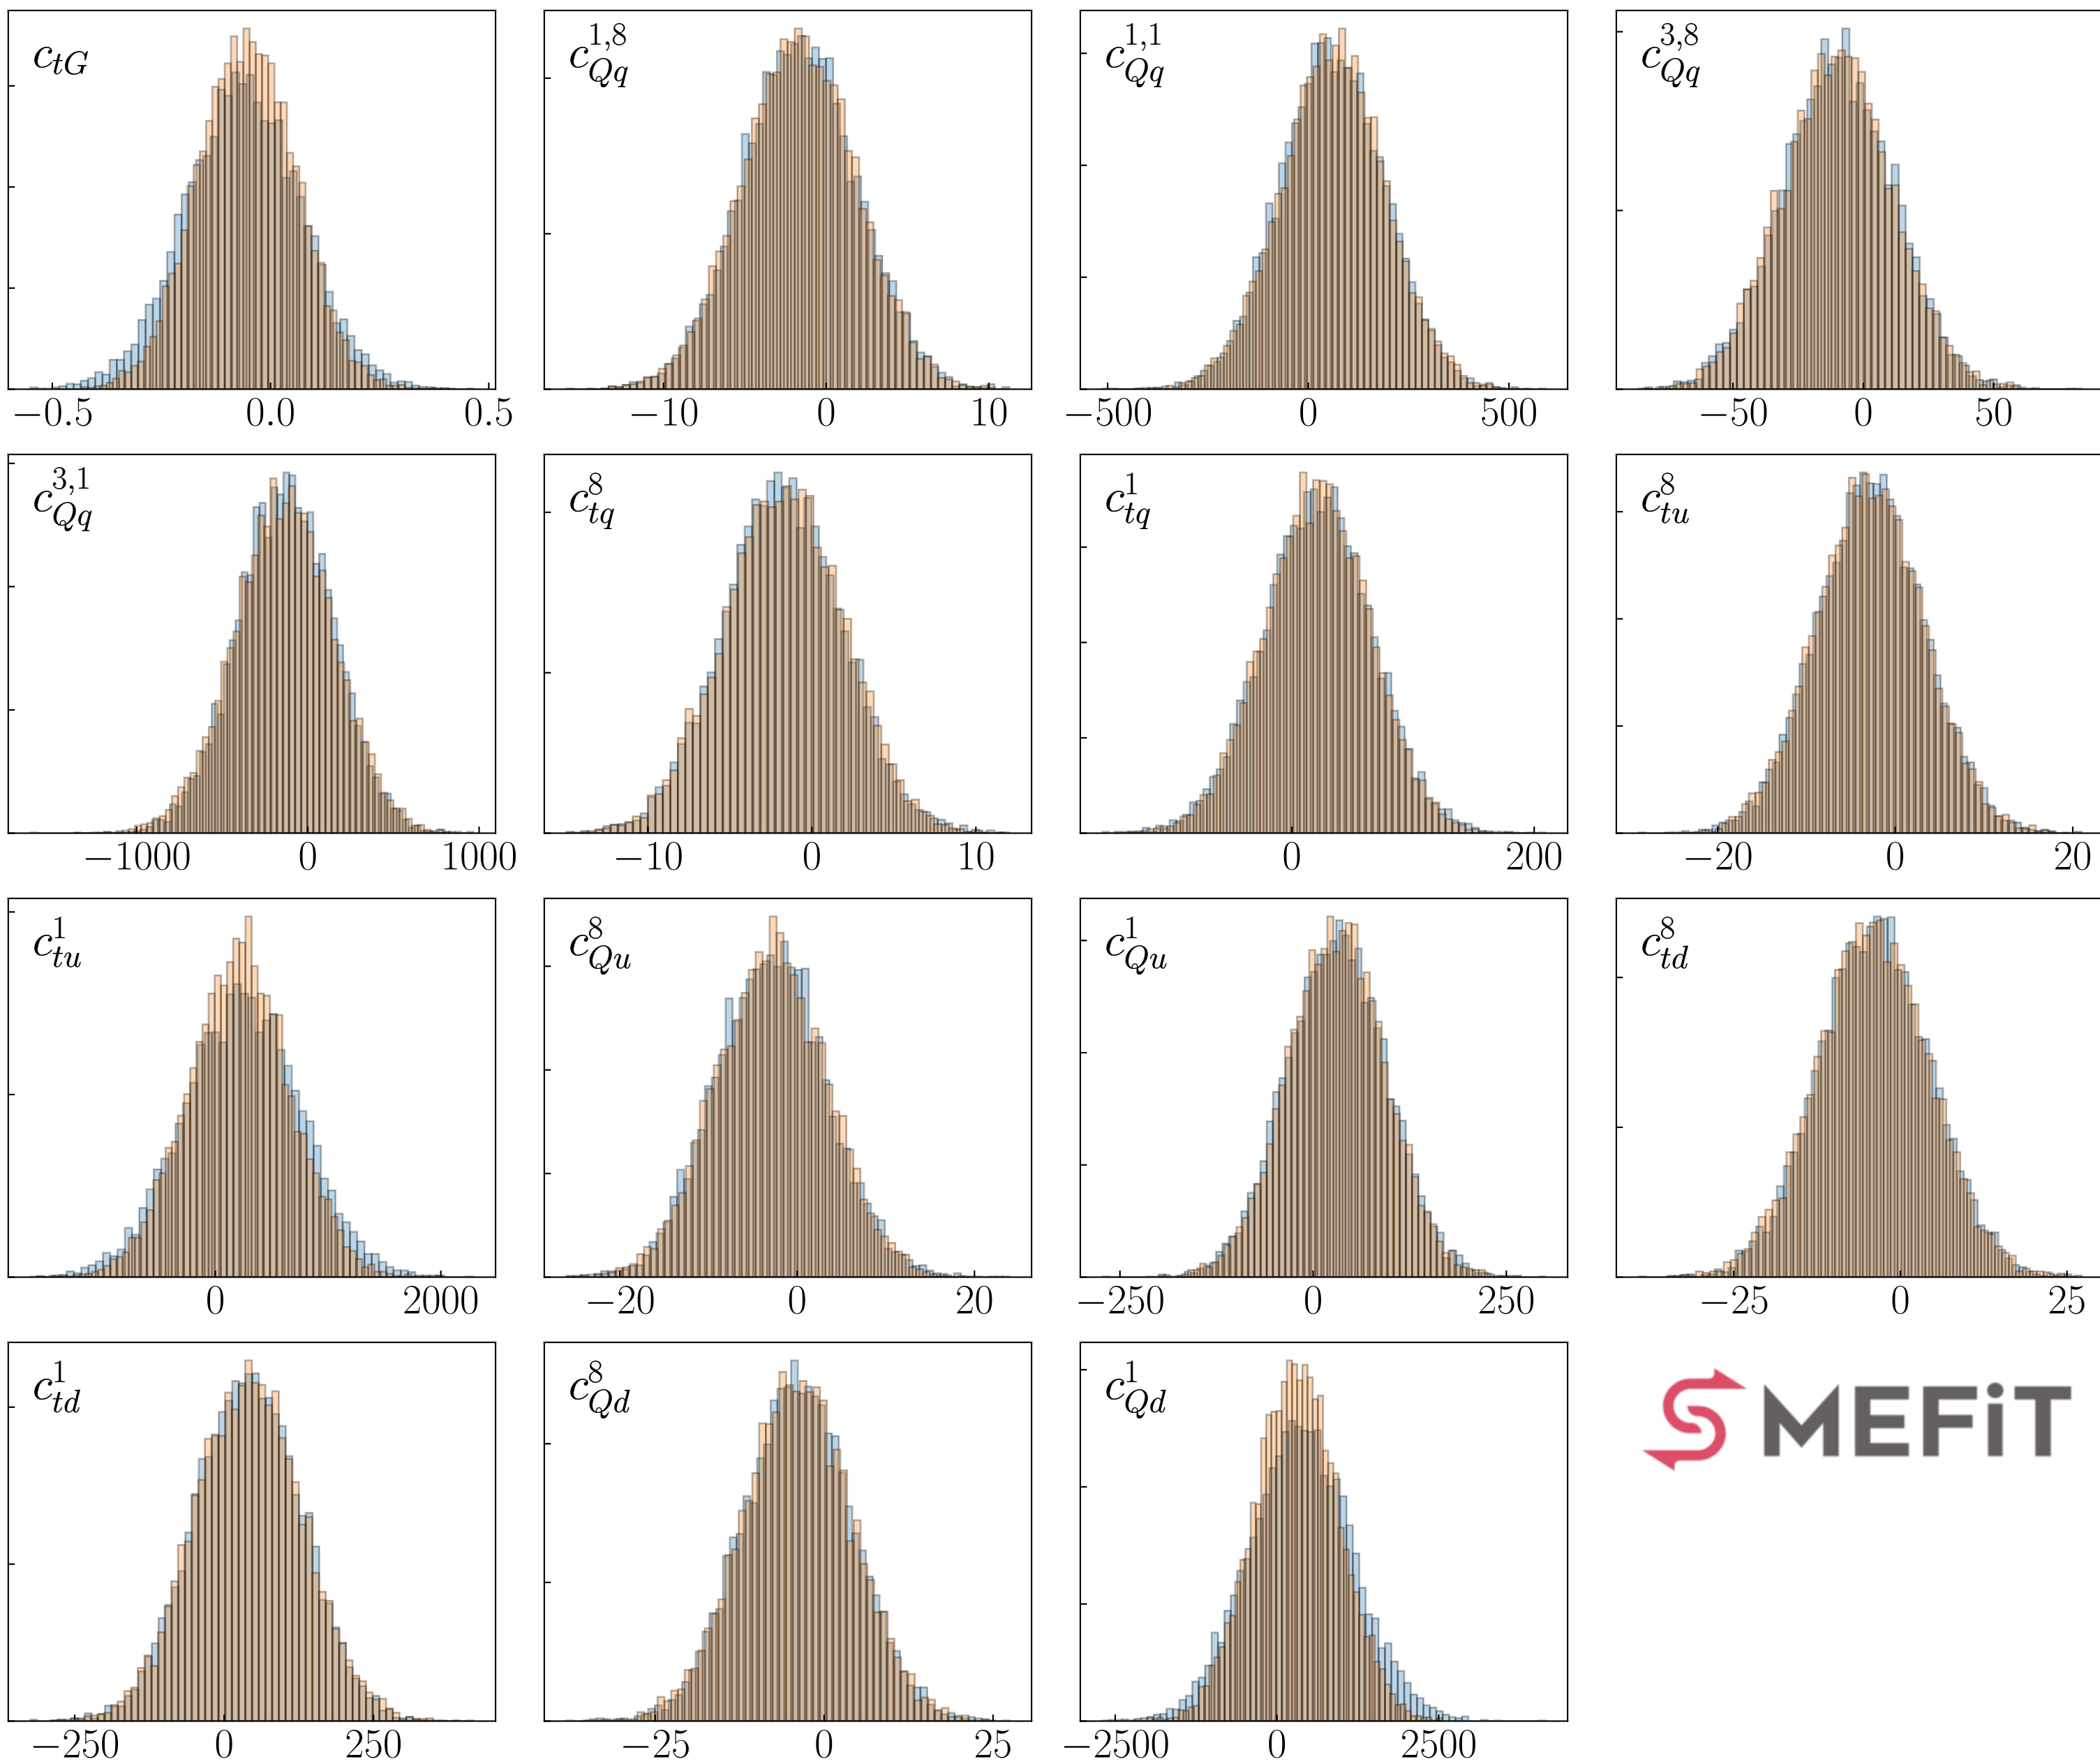 c_{tG}
c_{Qq}^{1,8}
c_{Qq}^{1,1}
c_{Qq}^{3,8}
−0.5 0.0 0.5
−10 0 10
−500 0 500
−50 0 50
c_{Qq}^{3,1}
c_{tq}^{8}
c_{tq}^{1}
c_{tu}^{8}
−1000 0 1000
−10 0 10
0 200
−20 0 20
c_{tu}^{1}
c_{Qu}^{8}
c_{Qu}^{1}
c_{td}^{8}
0 2000
−20 0 20
−250 0 250
−25 0 25
c_{td}^{1}
c_{Qd}^{8}
c_{Qd}^{1}
SMEFiT
−250 0 250
−25 0 25
−2500 0 2500